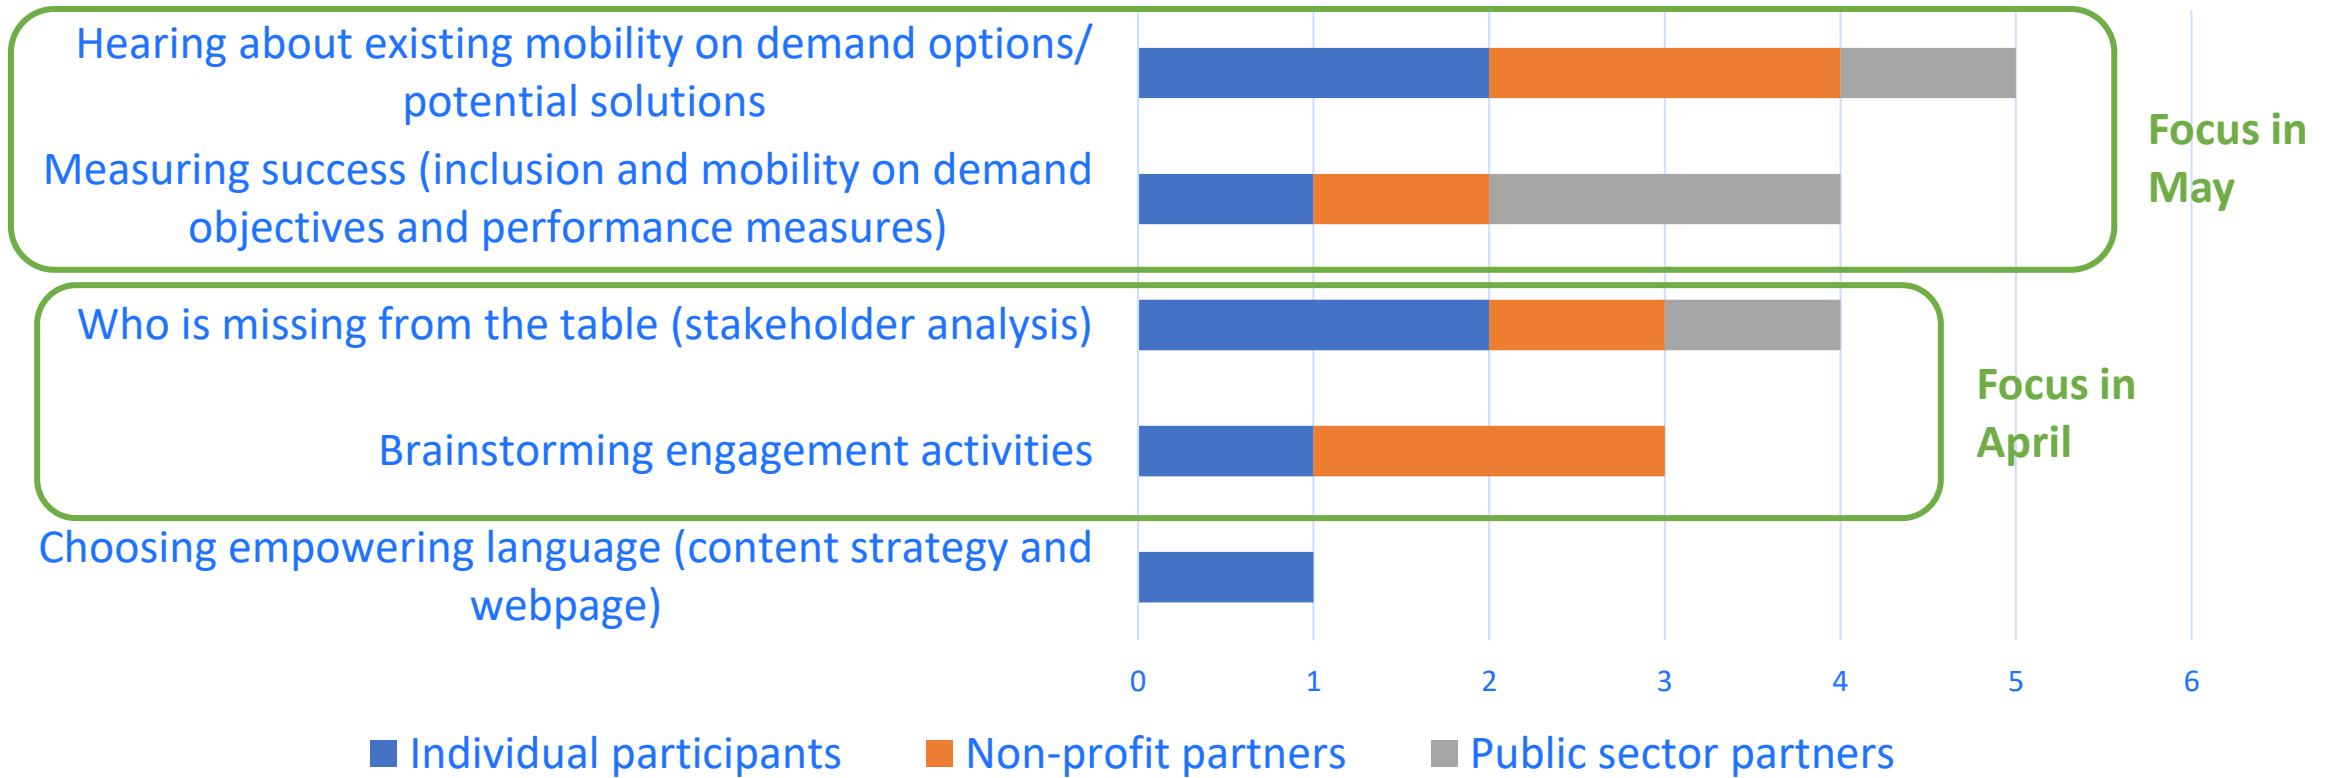 Hearing about existing mobility on demand options/
potential solutions
Measuring success (inclusion and mobility on demand
objectives and performance measures)
Focus in
May
Who is missing from the table (stakeholder analysis)
Brainstorming engagement activities
Focus in
April
Choosing empowering language (content strategy and
webpage)
0 1 2 3 4 5 6
Individual participants Non-profit partners Public sector partners